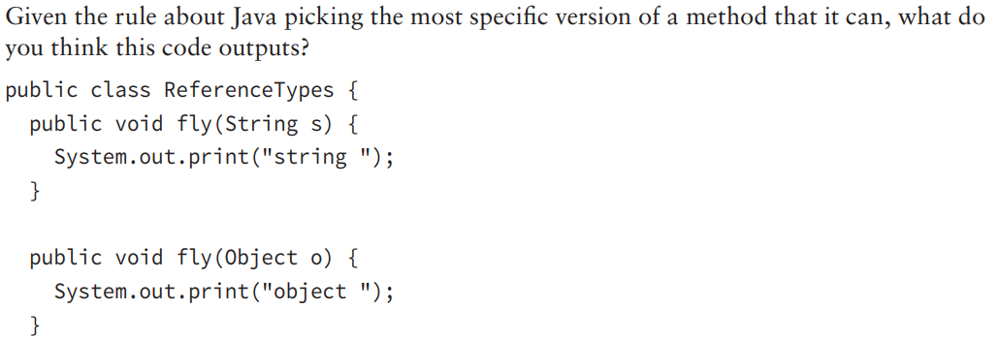 Given the rule about Java picking the most specific version of a method that it can, what do
you think this code outputs?
public class ReferenceTypes {
  public void fly(String s) {
    System.out.print("string ");
  }

  public void fly(Object o) {
    System.out.print("object ");
  }